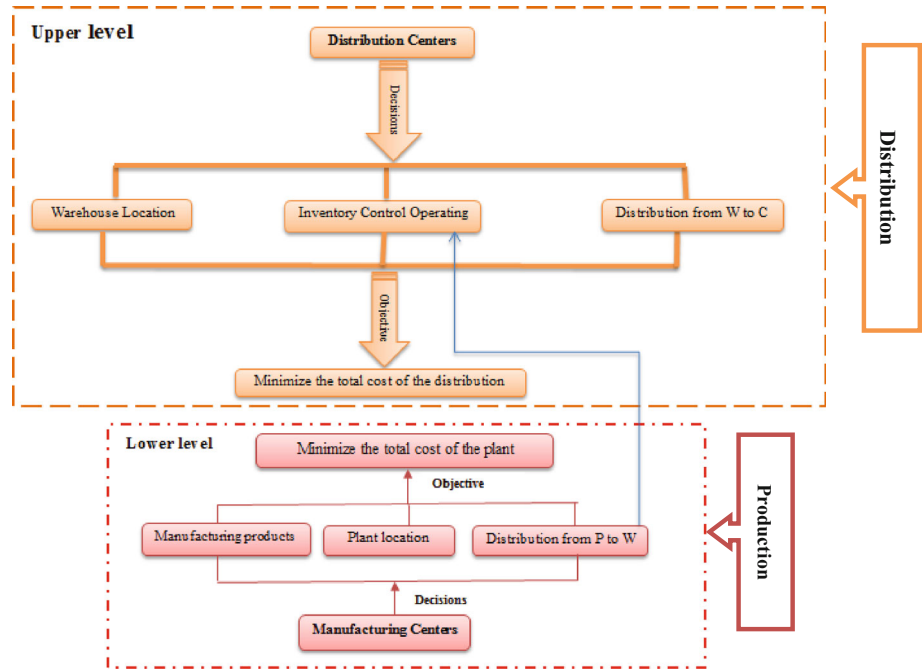 Upper level
Distribution Centers
Decisions
Warehouse Location
Inventory Control Operating
Distribution from W to C
Objective
Minimize the total cost of the distribution
Distribution
Lower level
Minimize the total cost of the plant
Objective
Manufacturing products
Plant location
Distribution from P to W
Decisions
Manufacturing Centers
Production